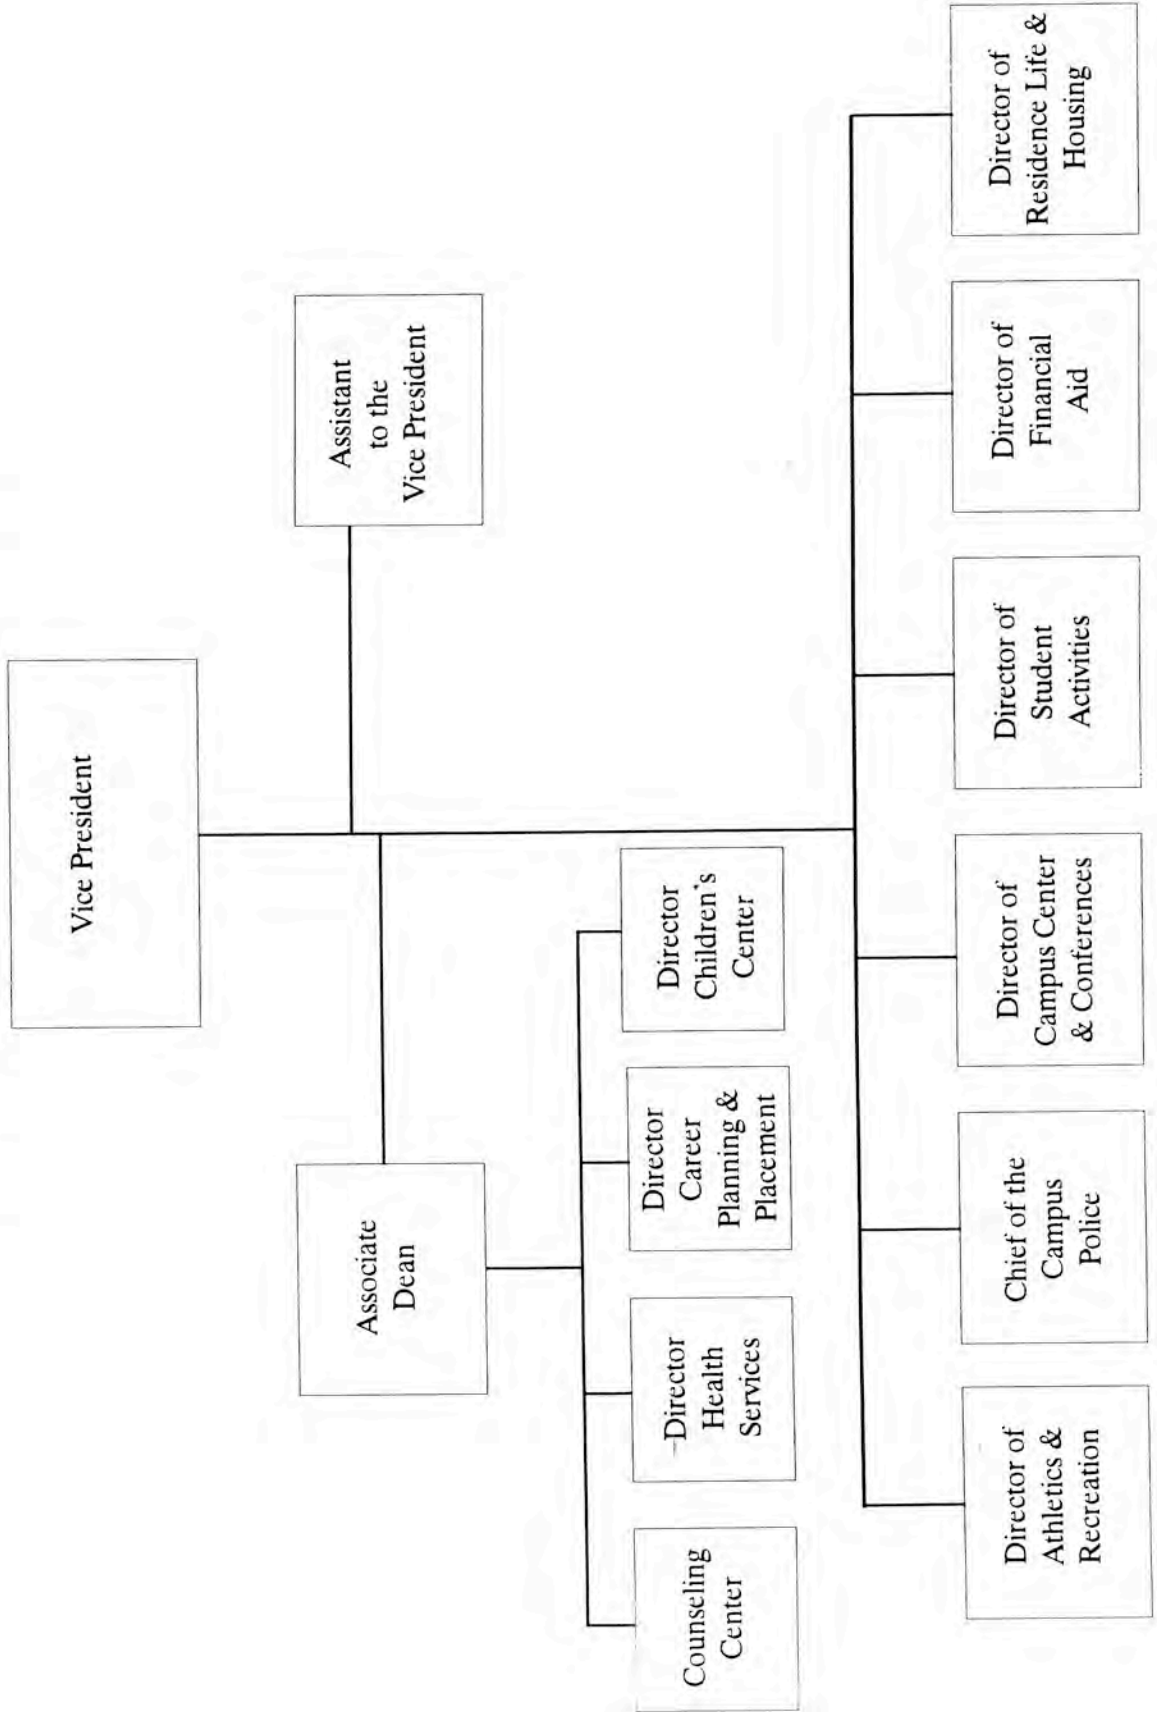 Vice President
Assistant
to the
Vice President
Associate
Dean
Counseling
Center
Director
Health
Services
Director
Career
Planning &
Placement
Director
Children's
Center
Director of
Athletics &
Recreation
Chief of the
Campus
Police
Director of
Campus Center
& Conferences
Director of
Student
Activities
Director of
Financial
Aid
Director of
Residence Life &
Housing